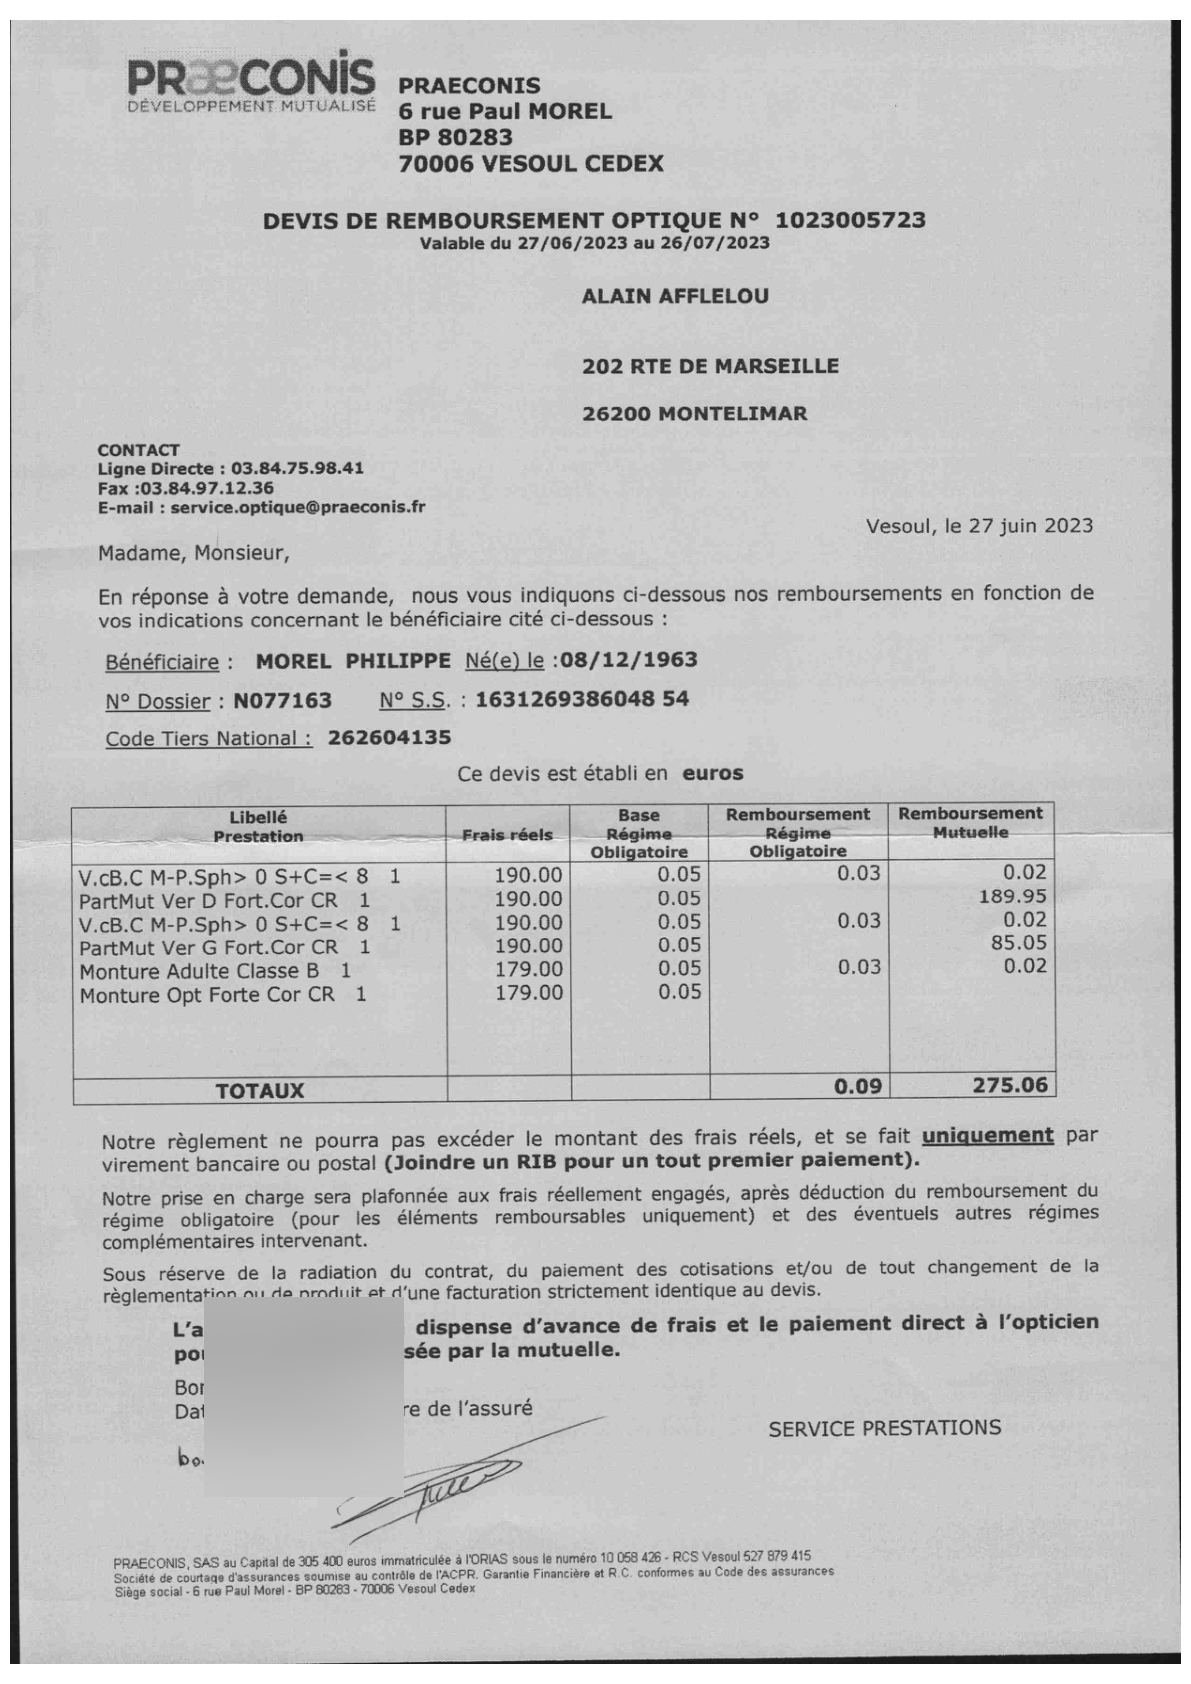 PRÆCONIS
DÉVELOPPEMENT MUTUALISÉ
PRAECONIS
6 rue Paul MOREL
BP 80283
70006 VESOUL CEDEX
DEVIS DE REMBOURSEMENT OPTIQUE N° 1023005723
Valable du 27/06/2023 au 26/07/2023
ALAIN AFFLELOU
202 RTE DE MARSEILLE
26200 MONTELIMAR
CONTACT
Ligne Directe : 03.84.75.98.41
Fax :03.84.97.12.36
E-mail : service.optique@praeconis.fr
Vesoul, le 27 juin 2023
Madame, Monsieur,
En réponse à votre demande, nous vous indiquons ci-dessous nos remboursements en fonction de
vos indications concernant le bénéficiaire cité ci-dessous :
Bénéficiaire : MOREL PHILIPPE Né(e) le :08/12/1963
N° Dossier : N077163 N° S.S. : 1631269386048 54
Code Tiers National : 262604135
Ce devis est établi en euros
Libellé Prestation Frais réels Base Régime Obligatoire Remboursement Régime Obligatoire Remboursement Mutuelle
V.cB.C M-P.Sph> 0 S+C=< 8 1 190.00 0.05 0.03 0.02
PartMut Ver D Fort.Cor CR 1 190.00 0.05 189.95
V.cB.C M-P.Sph> 0 S+C=< 8 1 190.00 0.05 0.03 0.02
PartMut Ver G Fort.Cor CR 1 190.00 0.05 85.05
Monture Adulte Classe B 1 179.00 0.05 0.03 0.02
Monture Opt Forte Cor CR 1 179.00 0.05
TOTAUX 0.09 275.06
Notre règlement ne pourra pas excéder le montant des frais réels, et se fait uniquement par
virement bancaire ou postal (Joindre un RIB pour un tout premier paiement).
Notre prise en charge sera plafonnée aux frais réellement engagés, après déduction du remboursement du
régime obligatoire (pour les éléments remboursables uniquement) et des éventuels autres régimes
complémentaires intervenant.
Sous réserve de la radiation du contrat, du paiement des cotisations et/ou de tout changement de la
règlementation ou de produit et d'une facturation strictement identique au devis.
dispense d'avance de frais et le paiement direct à l'opticien
par la mutuelle.
de l'assuré
SERVICE PRESTATIONS
PRAECONIS, SAS au Capital de 305 400 euros immatriculée à l'ORIAS sous le numéro 10 058 426 - RCS Vesoul 527 879 415
Société de courtage d'assurances soumise au contrôle de l'ACPR. Garantie Financière et R.C. conformes au Code des assurances
Siège social - 6 rue Paul Morel - BP 80283 - 70006 Vesoul Cedex